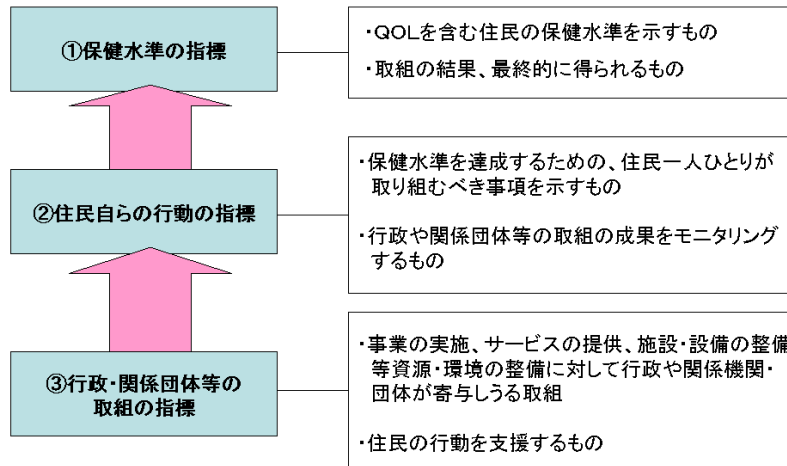 ①保健水準の指標
・QOLを含む住民の保健水準を示すもの
・取組の結果、最終的に得られるもの
②住民自らの行動の指標
・保健水準を達成するための、住民一人ひとりが
取り組むべき事項を示すもの
・行政や関係団体等の取組の成果をモニタリング
するもの
③行政・関係団体等の
取組の指標
・事業の実施、サービスの提供、施設・設備の整備
等資源・環境の整備に対して行政や関係機関・
団体が寄与しうる取組
・住民の行動を支援するもの